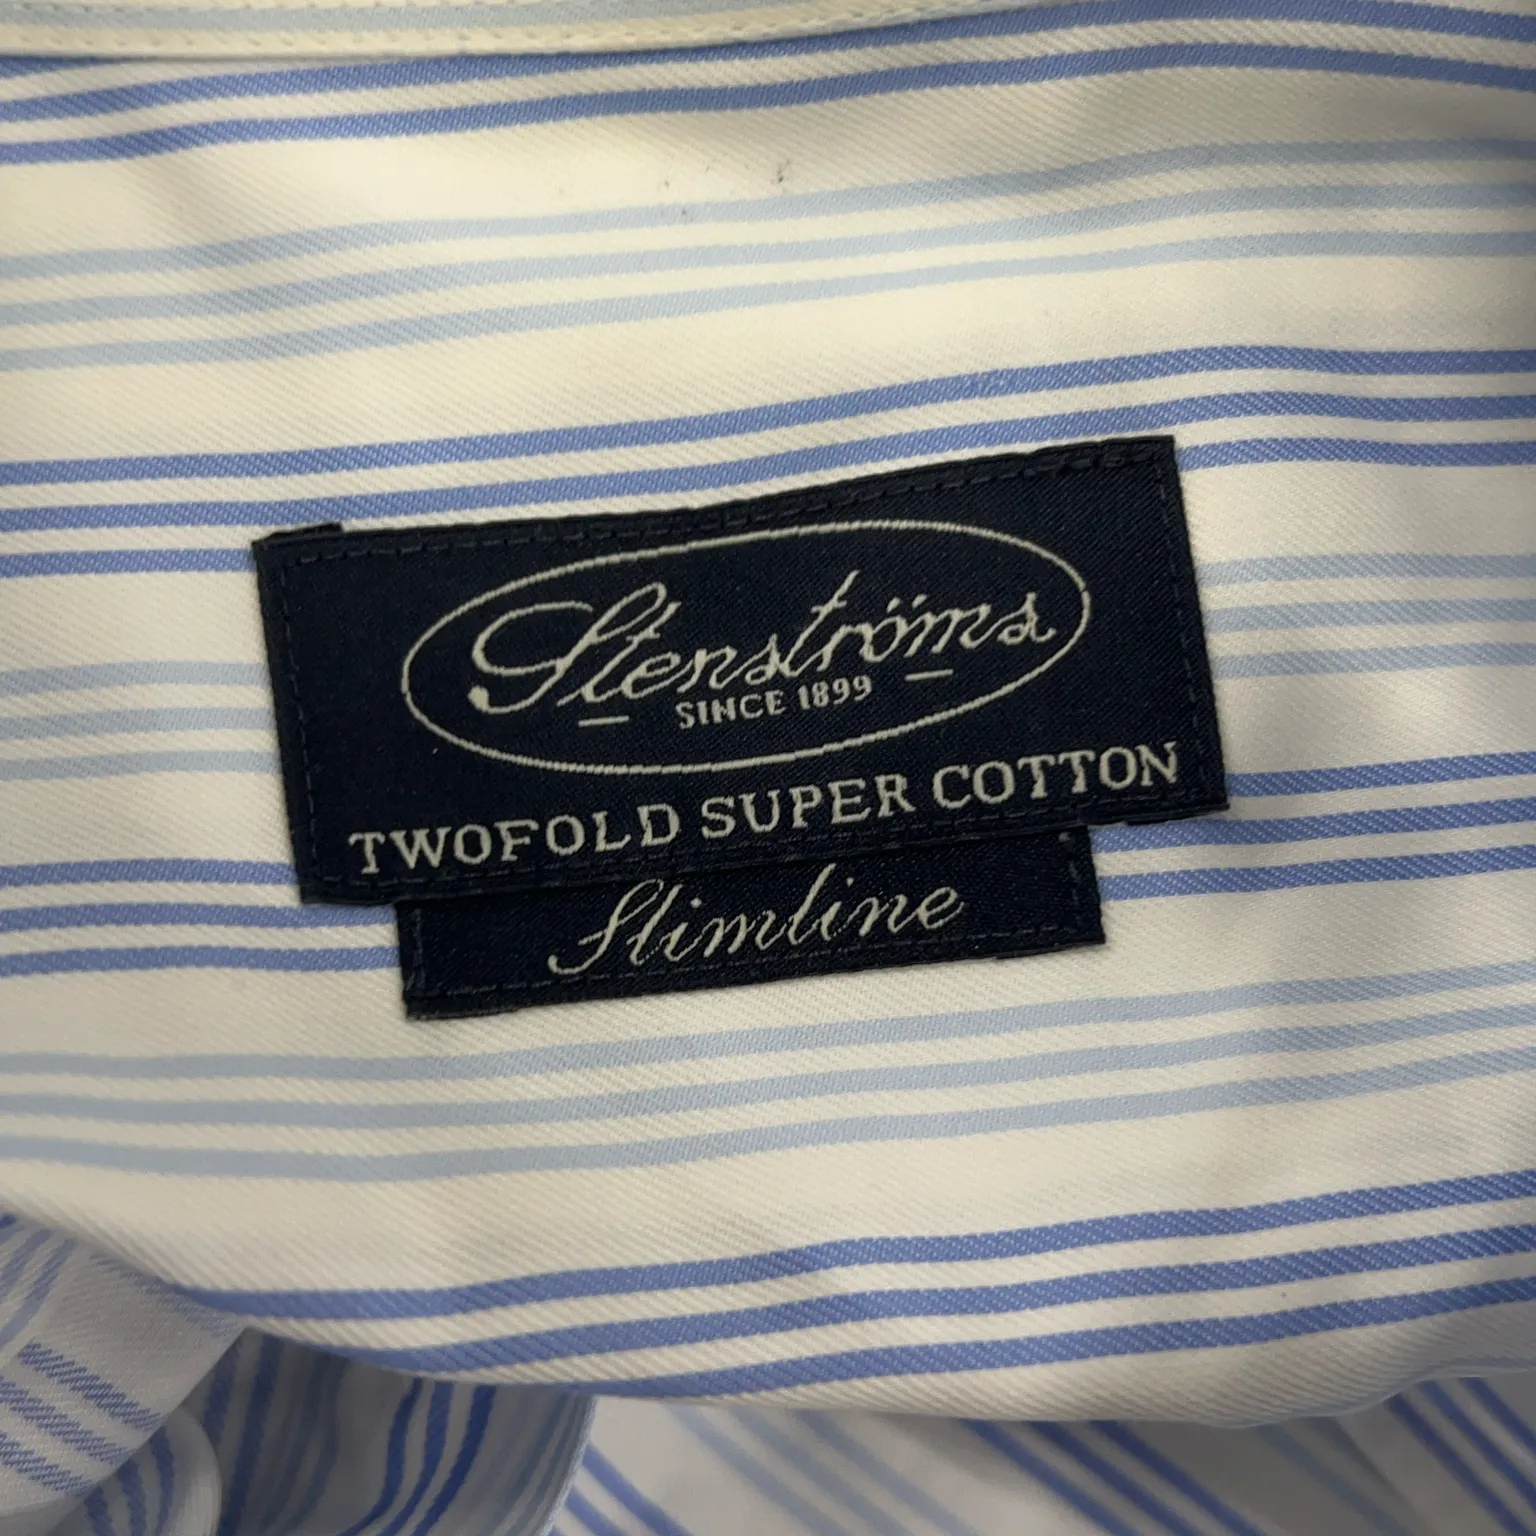 Stenströms
SINCE 1899
TWOFOLD SUPER COTTON
Slimline